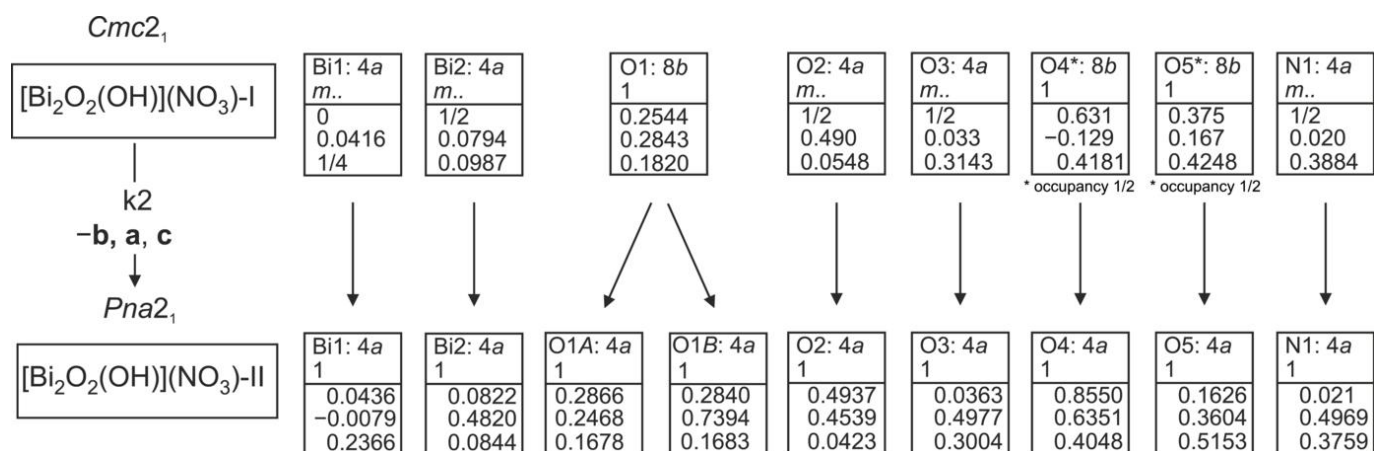 Cmc2₁
[Bi₂O₂(OH)](NO₃)-I
Bi1: 4a
m..
0
0.0416
1/4
Bi2: 4a
m..
1/2
0.0794
0.0987
O1: 8b
1
0.2544
0.2843
0.1820
O2: 4a
m..
1/2
0.490
0.0548
O3: 4a
m..
1/2
0.033
0.3143
O4*: 8b
1
0.631
−0.129
0.4181
* occupancy 1/2
O5*: 8b
1
0.375
0.167
0.4248
* occupancy 1/2
N1: 4a
m..
1/2
0.020
0.3884
k2
−b, a, c
Pna2₁
[Bi₂O₂(OH)](NO₃)-II
Bi1: 4a
1
0.0436
−0.0079
0.2366
Bi2: 4a
1
0.0822
0.4820
0.0844
O1A: 4a
1
0.2866
0.2468
0.1678
O1B: 4a
1
0.2840
0.7394
0.1683
O2: 4a
1
0.4937
0.4539
0.0423
O3: 4a
1
0.0363
0.4977
0.3004
O4: 4a
1
0.8550
0.6351
0.4048
O5: 4a
1
0.1626
0.3604
0.5153
N1: 4a
1
0.021
0.4969
0.3759